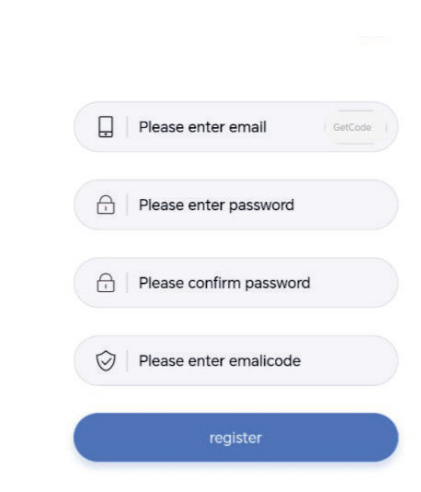 Please enter email GetCode
Please enter password
Please confirm password
Please enter emalicode
register